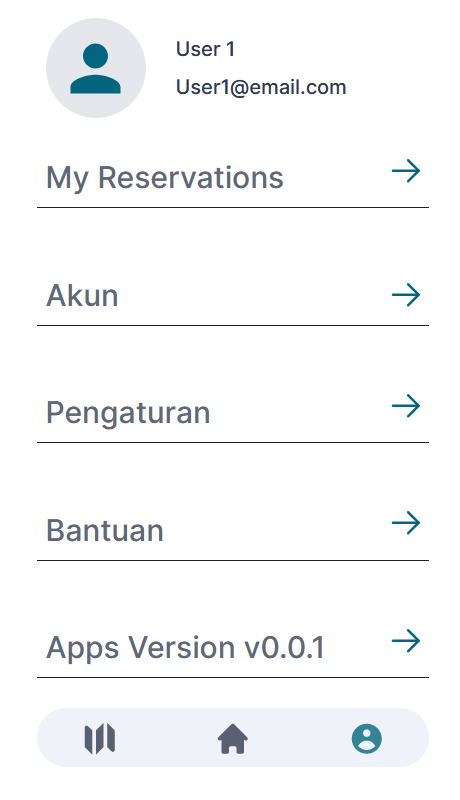 User 1
User1@email.com
My Reservations
Akun
Pengaturan
Bantuan
Apps Version v0.0.1